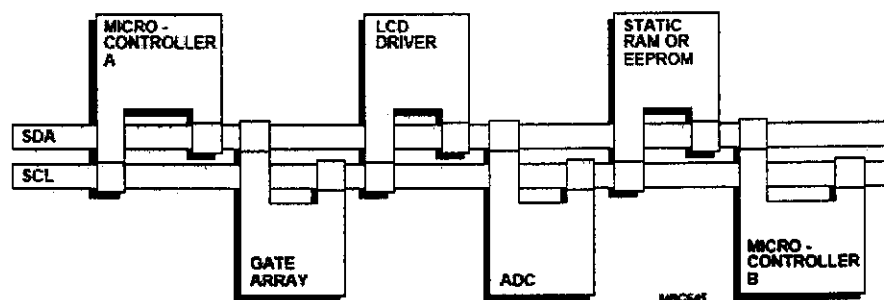 MICRO -
CONTROLLER
A
LCD
DRIVER
STATIC
RAM OR
EEPROM
SDA
SCL
GATE
ARRAY
ADC
MICRO -
CONTROLLER
B